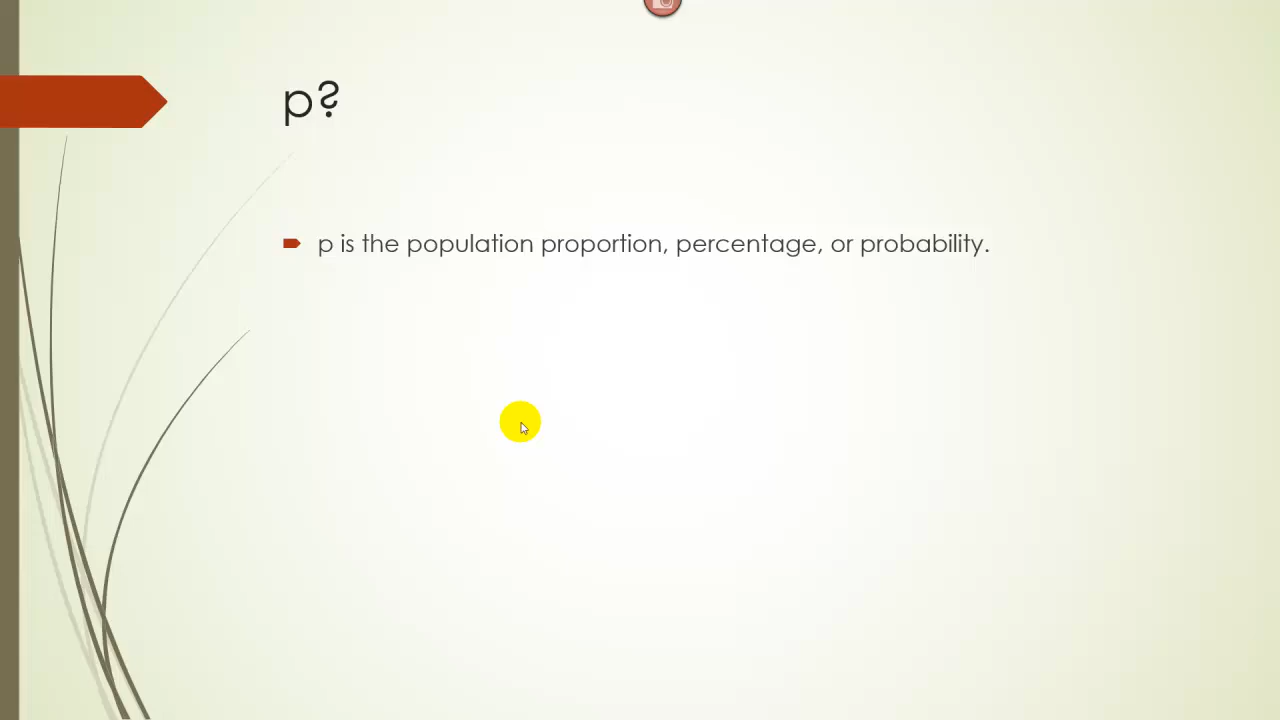 p?
p is the population proportion, percentage, or probability.